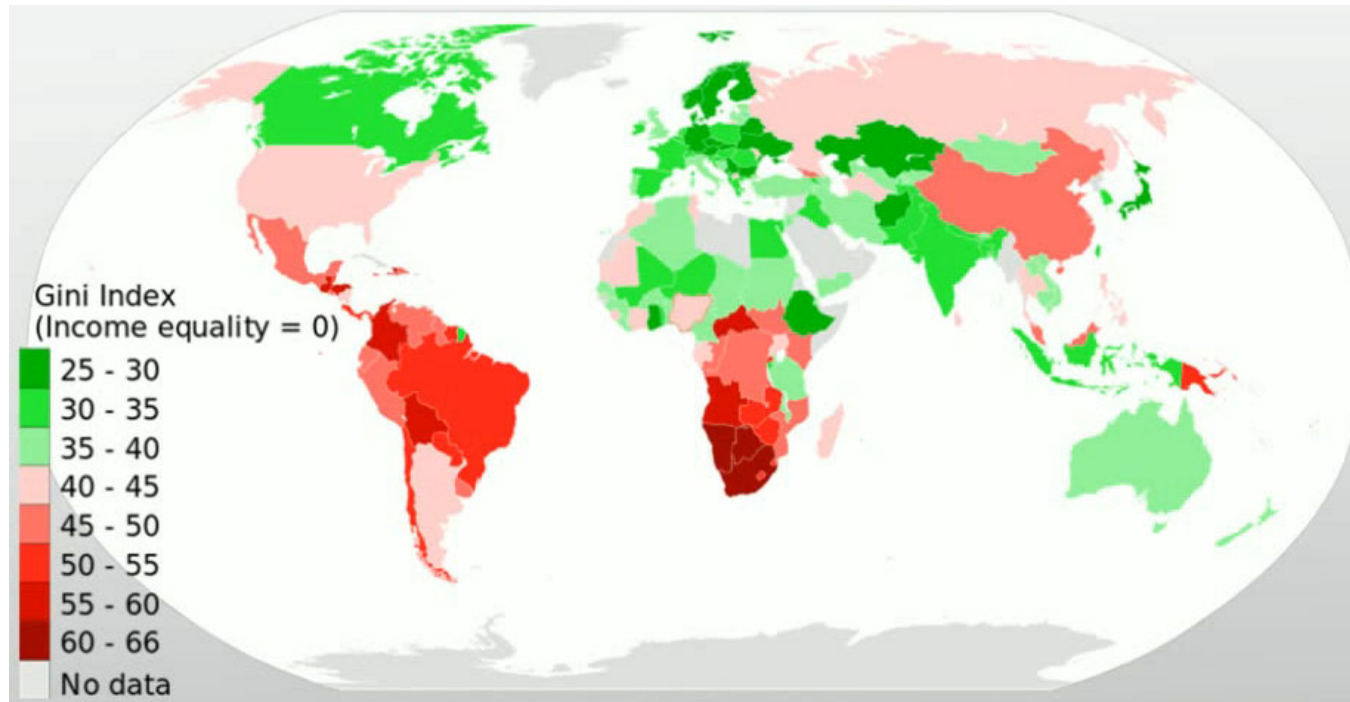 Gini Index
(Income equality = 0)
25 - 30
30 - 35
35 - 40
40 - 45
45 - 50
50 - 55
55 - 60
60 - 66
No data